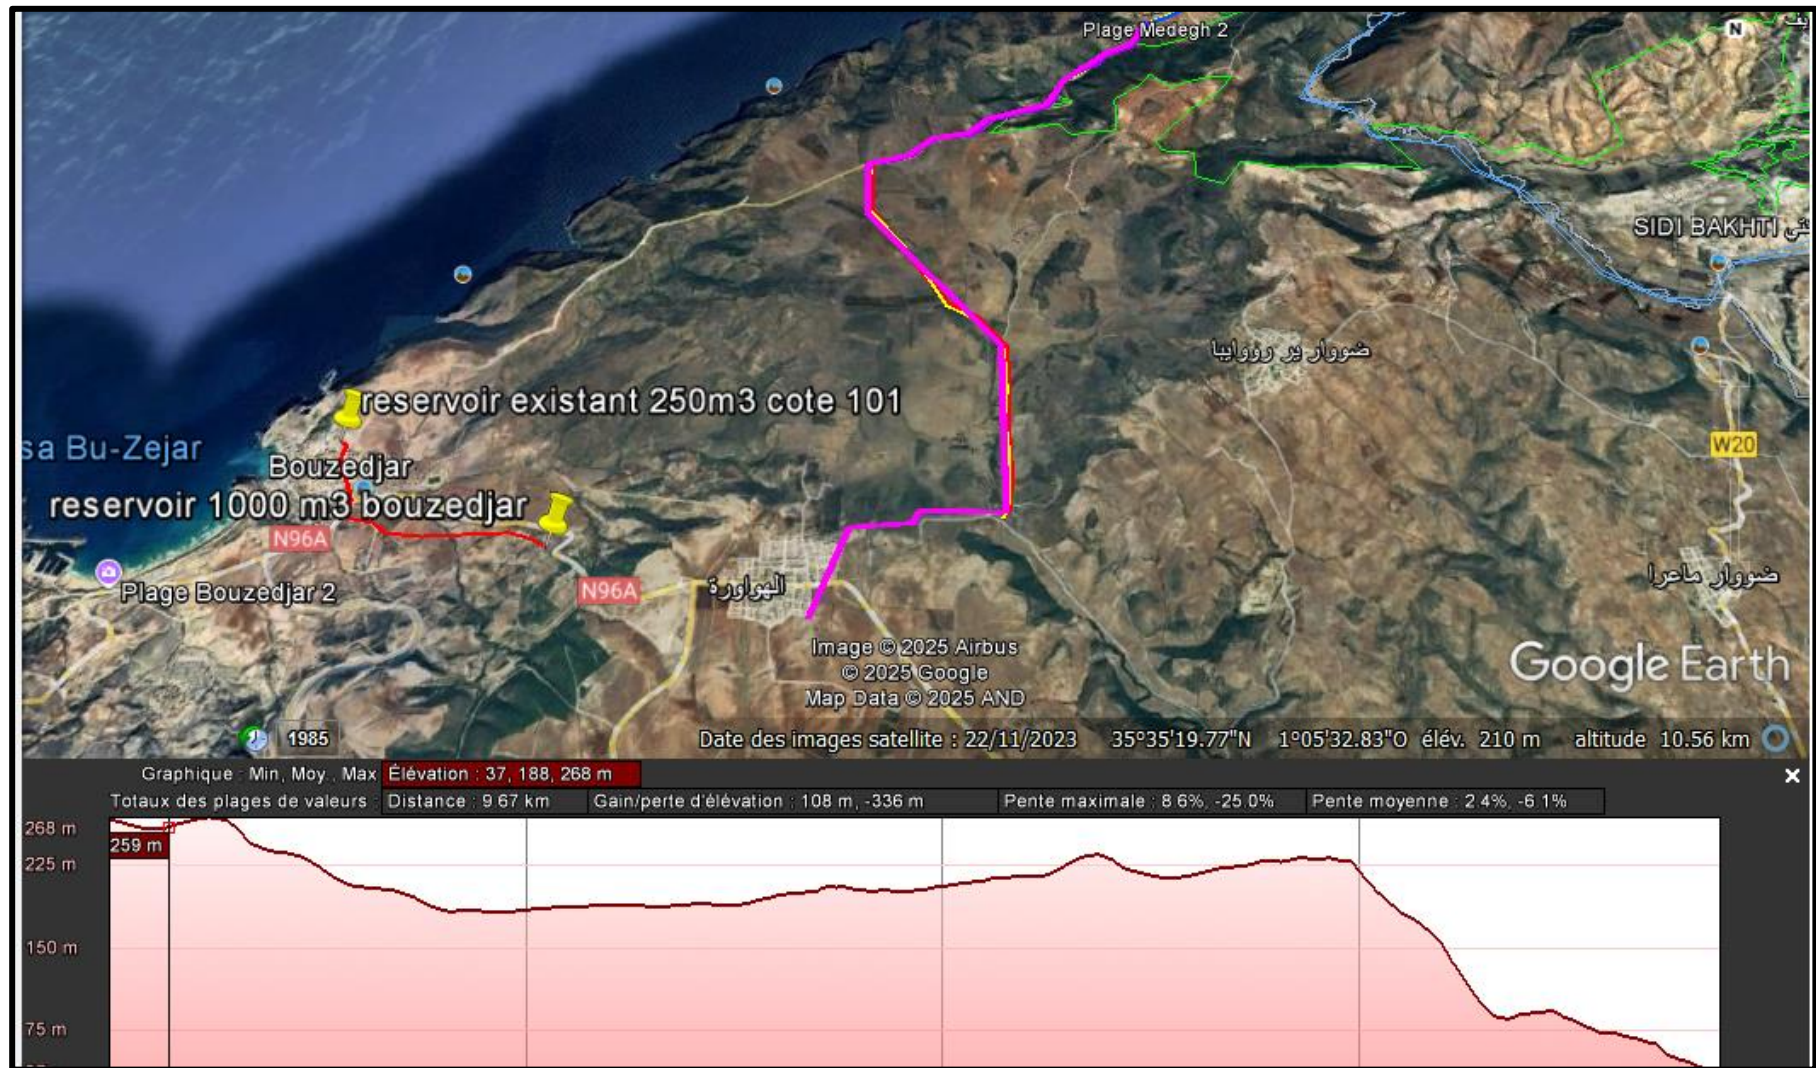 Plage Medegh 2
N
SIDI BAKHTI
ضووار ير رووايبا
reservoir existant 250m3 cote 101
sa Bu-Zejar
W20
Bouzedjar
reservoir 1000 m3 bouzedjar
N96A
ضووار ماعرا
N96A
الهواورة
Plage Bouzedjar 2
Image © 2025 Airbus
© 2025 Google
Map Data © 2025 AND
Google Earth
1985
Date des images satellite : 22/11/2023 35°35'19.77"N 1°05'32.83"O élév. 210 m altitude 10.56 km
Graphique : Min, Moy., Max Élévation : 37, 188, 268 m
Totaux des plages de valeurs : Distance : 9.67 km Gain/perte d'élévation : 108 m, -336 m Pente maximale : 8.6%, -25.0% Pente moyenne : 2.4%, -6.1%
268 m
259 m
225 m
150 m
75 m